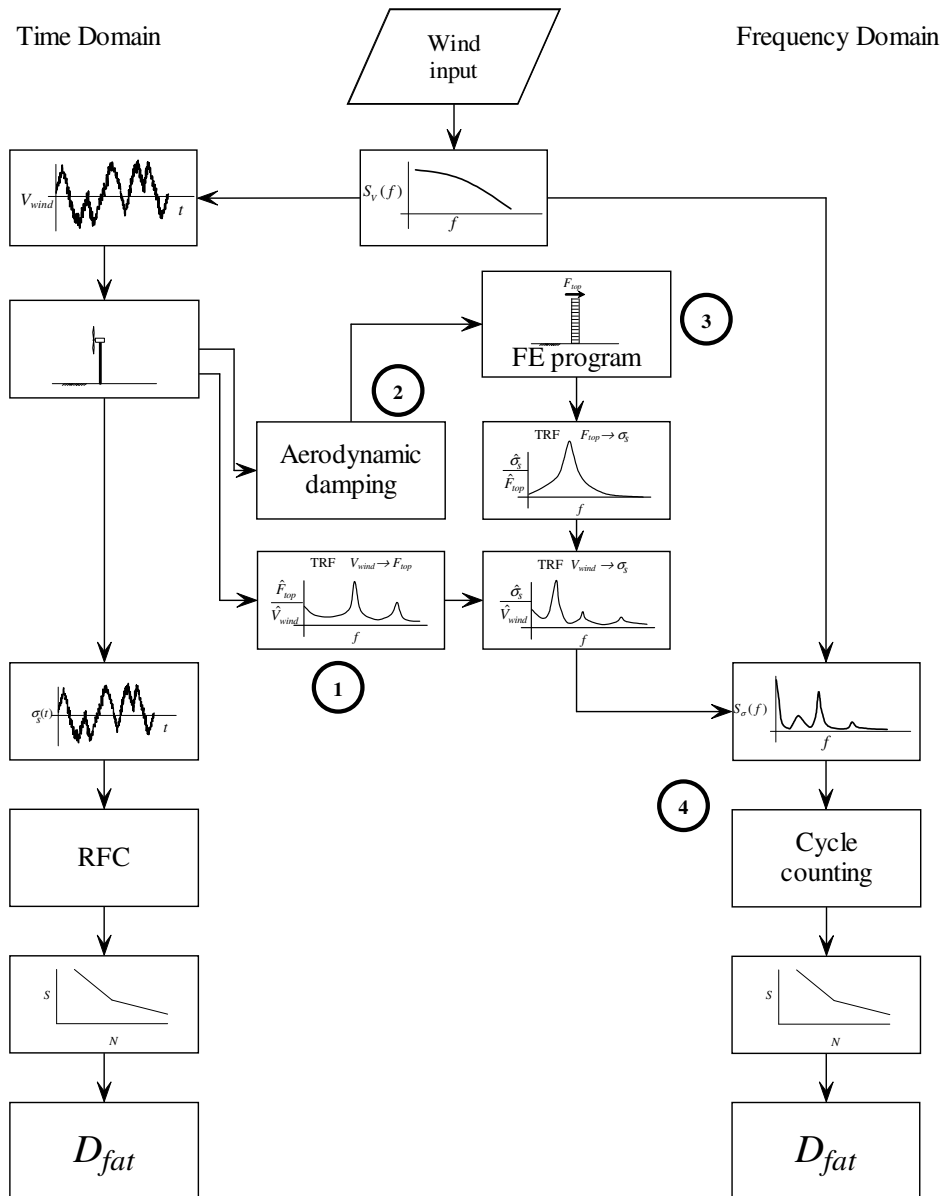 Time Domain
Wind
input
Frequency Domain
V_wind
t
S_V(f)
f
F_top
FE program
3
2
Aerodynamic
damping
TRF F_top → σ_s
σ̂_s
F̂_top
f
TRF V_wind → F_top
F̂_top
V̂_wind
f
TRF V_wind → σ_s
σ̂_s
V̂_wind
f
1
σ_s(t)
t
S_σ(f)
f
4
RFC
Cycle
counting
S
N
S
N
D_fat
D_fat